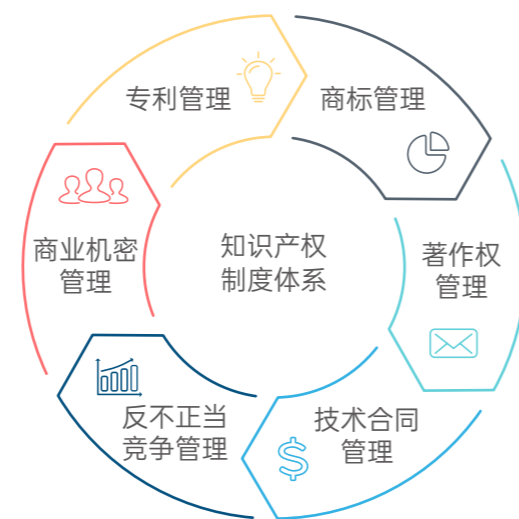 专利管理
商标管理
商业机密
管理
知识产权
制度体系
著作权
管理
反不正当
竞争管理
技术合同
管理